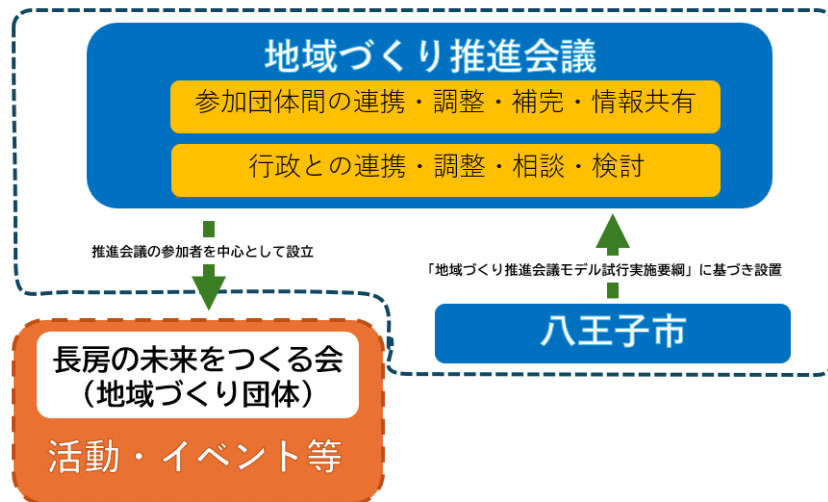 地域づくり推進会議
参加団体間の連携・調整・補完・情報共有
行政との連携・調整・相談・検討
推進会議の参加者を中心として設立
「地域づくり推進会議モデル試行実施要綱」に基づき設置
八王子市
長房の未来をつくる会
（地域づくり団体）
活動・イベント等